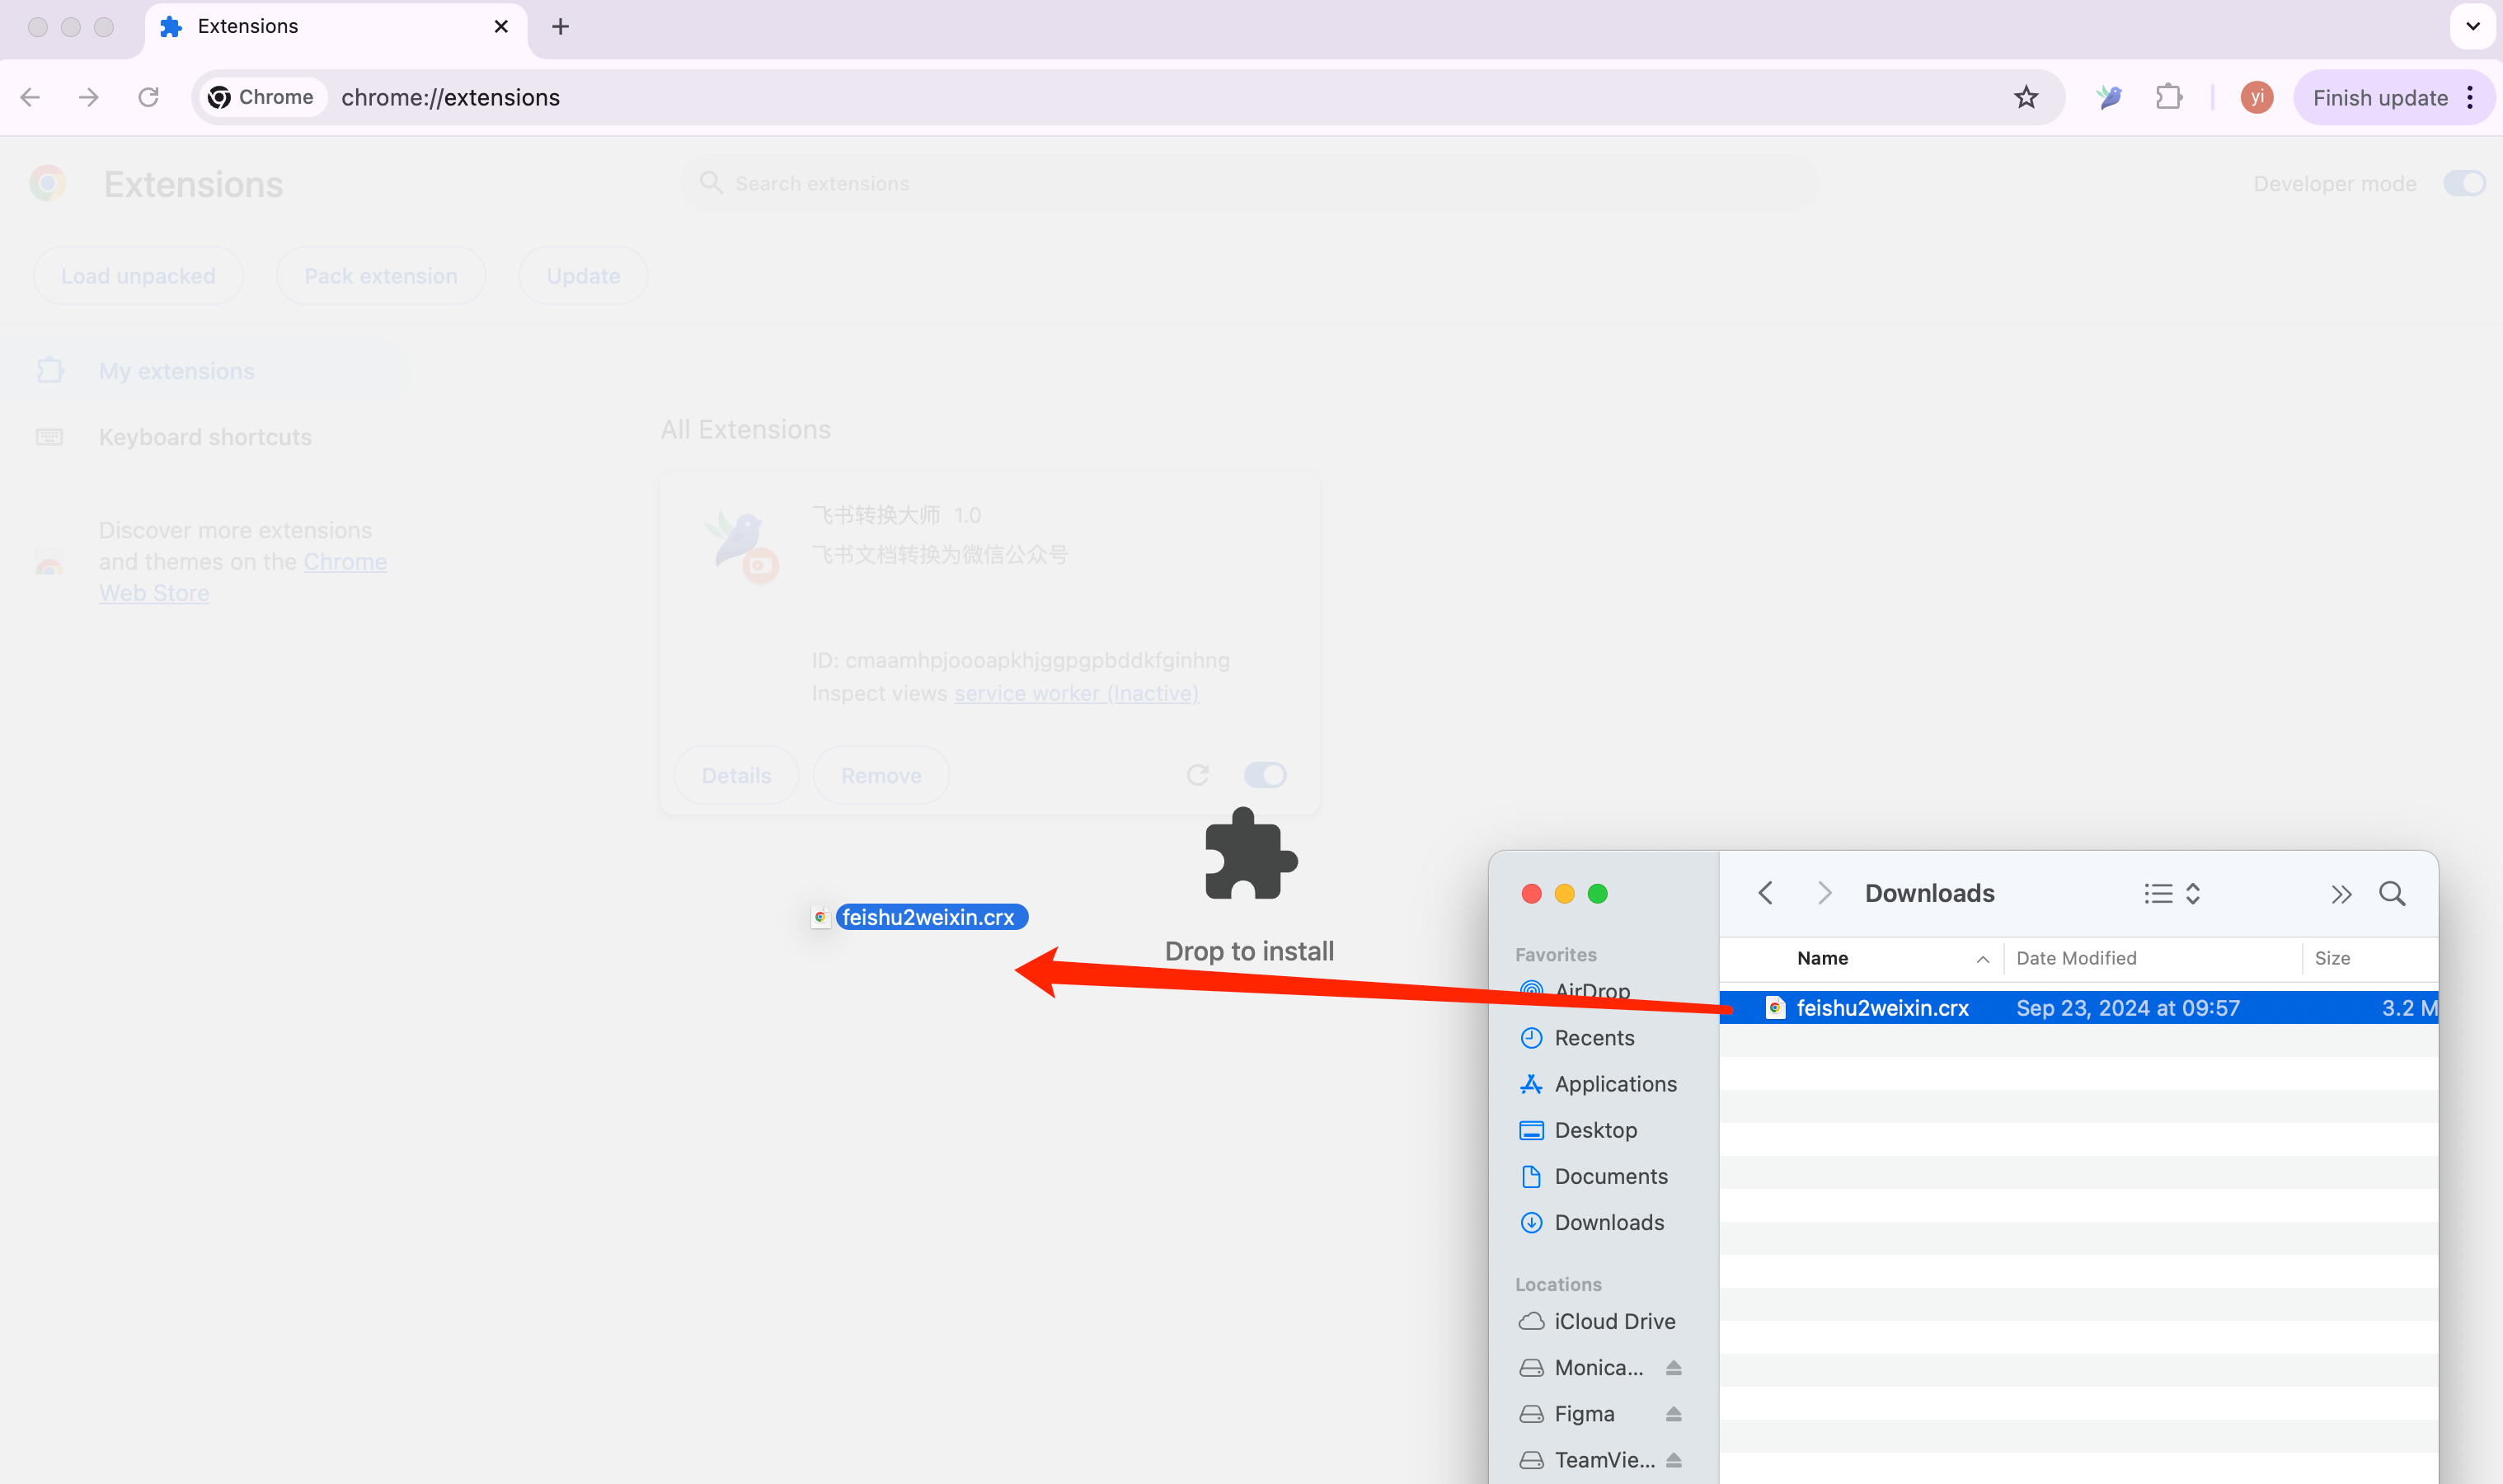 Extensions
Chrome
chrome://extensions
yi
Finish update
Extensions
Search extensions
Developer mode
Load unpacked
Pack extension
Update
My extensions
Keyboard shortcuts
Discover more extensions
and themes on the Chrome
Web Store
All Extensions
飞书转换大师 1.0
飞书文档转换为微信公众号
ID: cmaamhpjoooapkhjggpgpbddkfginhng
Inspect views service worker (Inactive)
Details
Remove
feishu2weixin.crx
Drop to install
Downloads
Favorites
AirDrop
Recents
Applications
Desktop
Documents
Downloads
Locations
iCloud Drive
Monica...
Figma
TeamVie...
Name
Date Modified
Size
feishu2weixin.crx
Sep 23, 2024 at 09:57
3.2 M